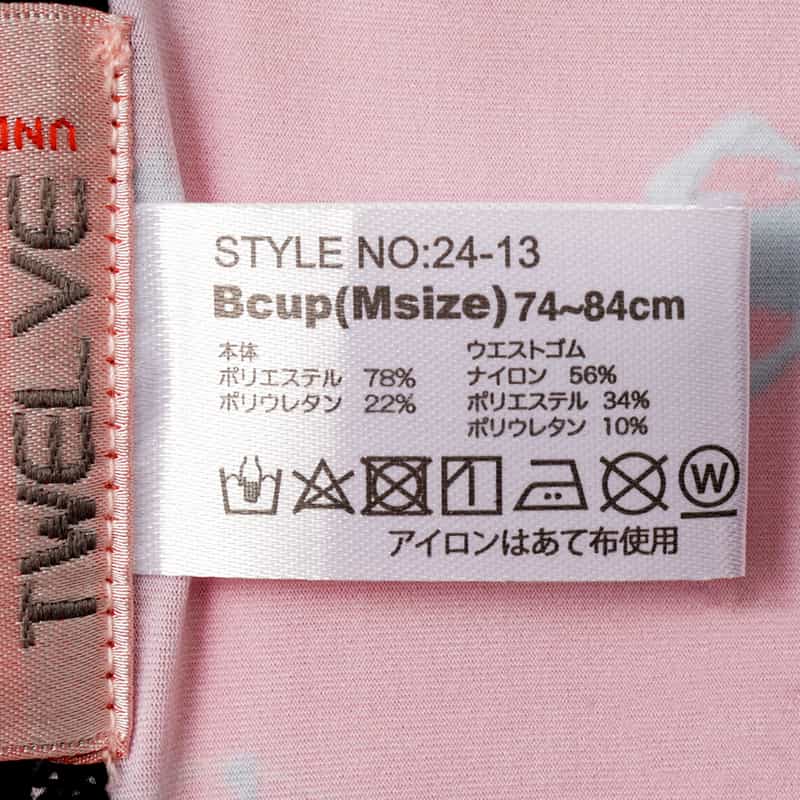 UND
TWELVE
STYLE NO:24-13
Bcup(Msize) 74~84cm
本体
ポリエステル 78%
ポリウレタン 22%
ウエストゴム
ナイロン 56%
ポリエステル 34%
ポリウレタン 10%
W
アイロンはあて布使用